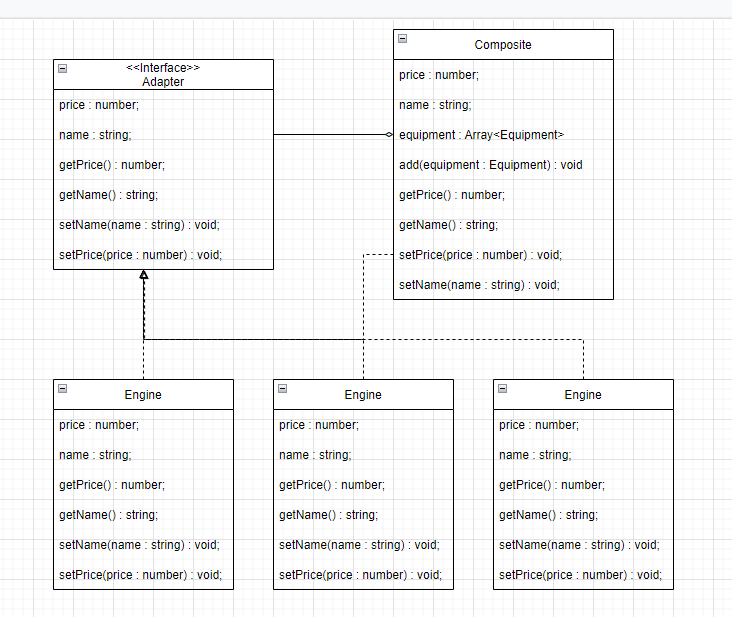 <<Interface>>
Adapter
price : number;
name : string;
getPrice() : number;
getName() : string;
setName(name : string) : void;
setPrice(price : number) : void;
Composite
price : number;
name : string;
equipment : Array<Equipment>
add(equipment : Equipment) : void
getPrice() : number;
getName() : string;
setPrice(price : number) : void;
setName(name : string) : void;
Engine
price : number;
name : string;
getPrice() : number;
getName() : string;
setName(name : string) : void;
setPrice(price : number) : void;
Engine
price : number;
name : string;
getPrice() : number;
getName() : string;
setName(name : string) : void;
setPrice(price : number) : void;
Engine
price : number;
name : string;
getPrice() : number;
getName() : string;
setName(name : string) : void;
setPrice(price : number) : void;